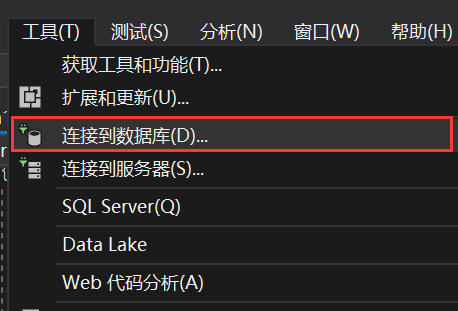 工具(T) 测试(S) 分析(N) 窗口(W) 帮助(H)
获取工具和功能(T)...
扩展和更新(U)...
连接到数据库(D)...
连接到服务器(S)...
SQL Server(Q)
Data Lake
Web 代码分析(A)